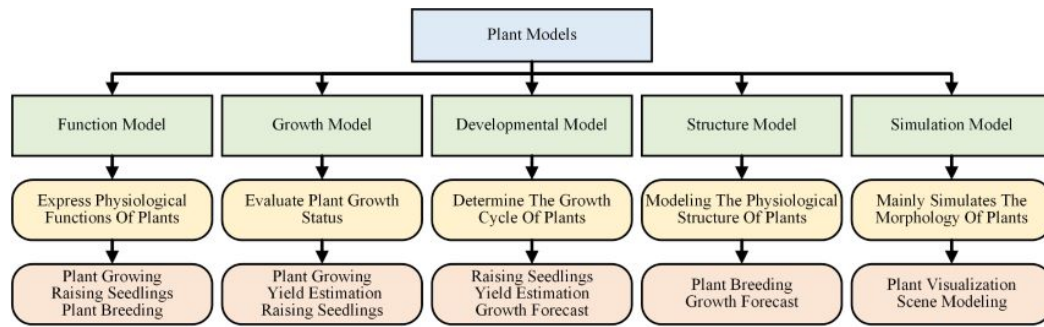 Plant Models
Function Model
Growth Model
Developmental Model
Structure Model
Simulation Model
Express Physiological
Functions Of Plants
Evaluate Plant Growth
Status
Determine The Growth
Cycle Of Plants
Modeling The Physiological
Structure Of Plants
Mainly Simulates The
Morphology Of Plants
Plant Growing
Raising Seedlings
Plant Breeding
Plant Growing
Yield Estimation
Raising Seedlings
Raising Seedlings
Yield Estimation
Growth Forecast
Plant Breeding
Growth Forecast
Plant Visualization
Scene Modeling